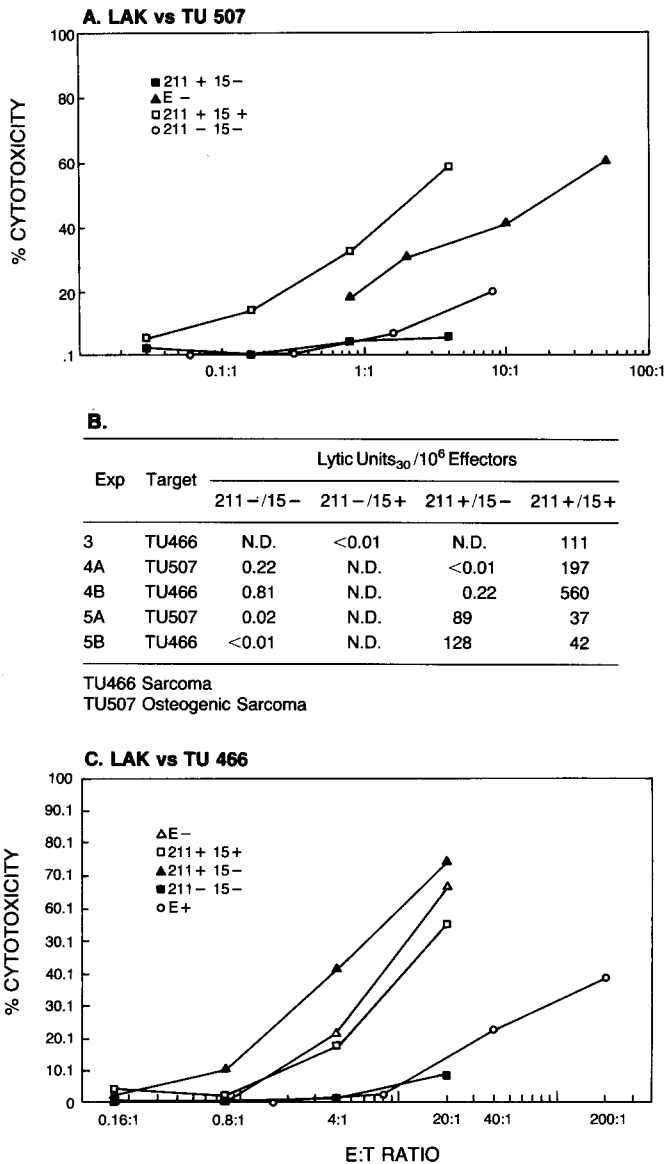 A. LAK vs TU 507
100
80
60
40
20
.1
% CYTOTOXICITY
211 + 15 -
E -
211 + 15 +
211 - 15 -
0.1:1 1:1 10:1 100:1
B.
Lytic Units30 /10^6 Effectors
Exp Target 211-/15- 211-/15+ 211+/15- 211+/15+
3 TU466 N.D. <0.01 N.D. 111
4A TU507 0.22 N.D. <0.01 197
4B TU466 0.81 N.D. 0.22 560
5A TU507 0.02 N.D. 89 37
5B TU466 <0.01 N.D. 128 42
TU466 Sarcoma
TU507 Osteogenic Sarcoma
C. LAK vs TU 466
100
90.1
80.1
70.1
60.1
30.1
40.1
30.1
20.1
10.1
0
% CYTOTOXICITY
E-
211+ 15+
211+ 15-
211- 15-
E+
0.16:1 0.8:1 4:1 20:1 40:1 200:1
E:T RATIO